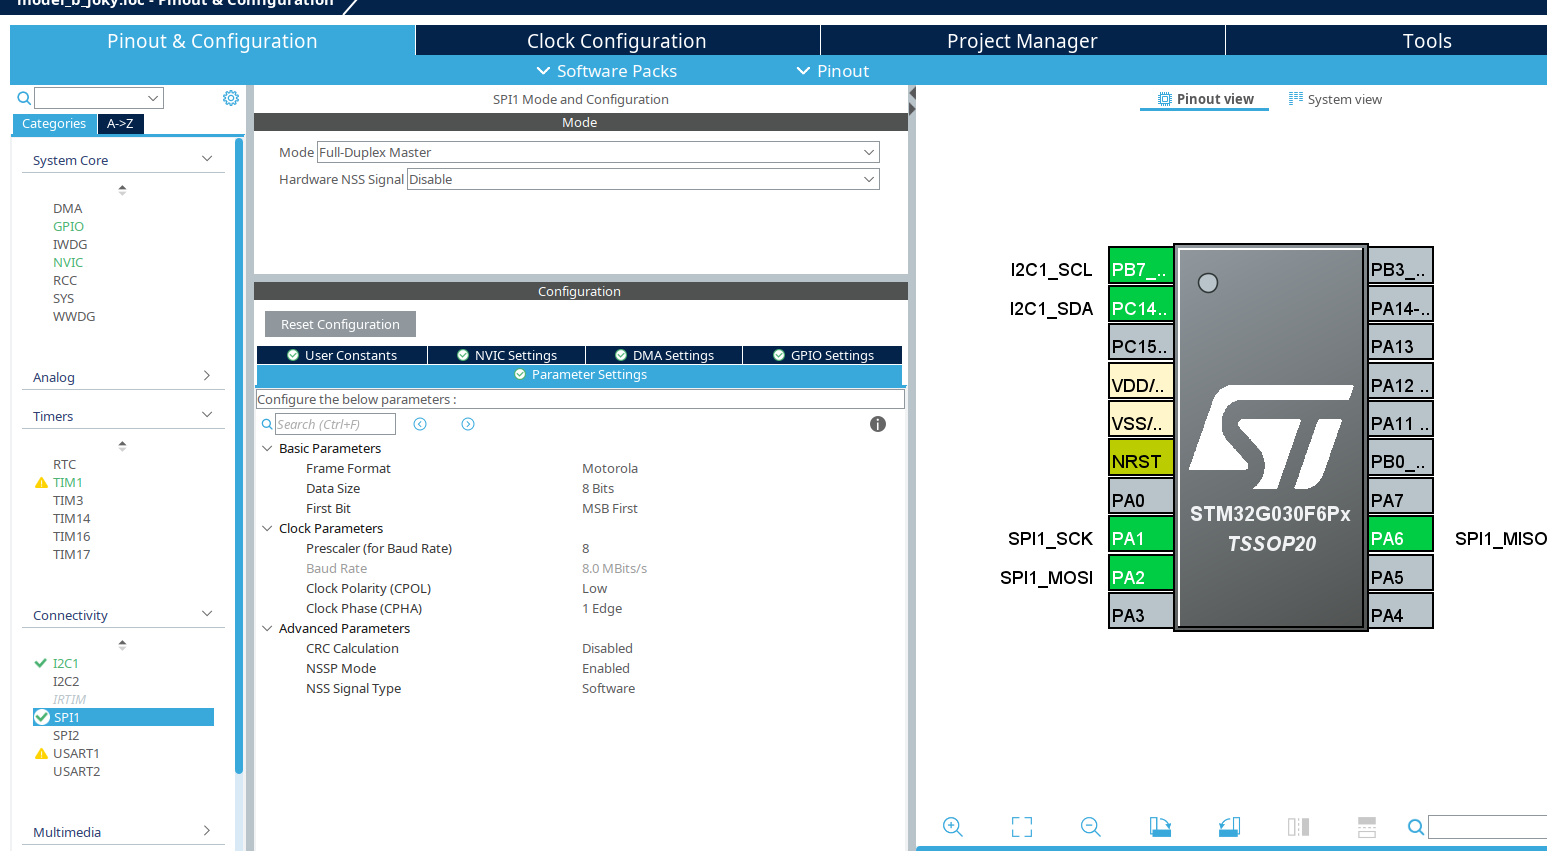 model_b_joky.ioc - Pinout & Configuration
Pinout & Configuration
Clock Configuration
Project Manager
Tools
Software Packs
Pinout
Categories
A->Z
System Core
DMA
GPIO
IWDG
NVIC
RCC
SYS
WWDG
Analog
Timers
RTC
TIM1
TIM3
TIM14
TIM16
TIM17
Connectivity
I2C1
I2C2
IRTIM
SPI1
SPI2
USART1
USART2
Multimedia
SPI1 Mode and Configuration
Mode
Mode Full-Duplex Master
Hardware NSS Signal Disable
Configuration
Reset Configuration
User Constants
NVIC Settings
DMA Settings
GPIO Settings
Parameter Settings
Configure the below parameters :
Search (Ctrl+F)
Basic Parameters
Frame Format Motorola
Data Size 8 Bits
First Bit MSB First
Clock Parameters
Prescaler (for Baud Rate) 8
Baud Rate 8.0 MBits/s
Clock Polarity (CPOL) Low
Clock Phase (CPHA) 1 Edge
Advanced Parameters
CRC Calculation Disabled
NSSP Mode Enabled
NSS Signal Type Software
Pinout view
System view
I2C1_SCL PB7_..
I2C1_SDA PC14..
PC15..
VDD/..
VSS/..
NRST
PA0
SPI1_SCK PA1
SPI1_MOSI PA2
PA3
ST
STM32G030F6Px
TSSOP20
PB3_..
PA14-..
PA13
PA12 ..
PA11 ..
PB0_..
PA7
PA6 SPI1_MISO
PA5
PA4